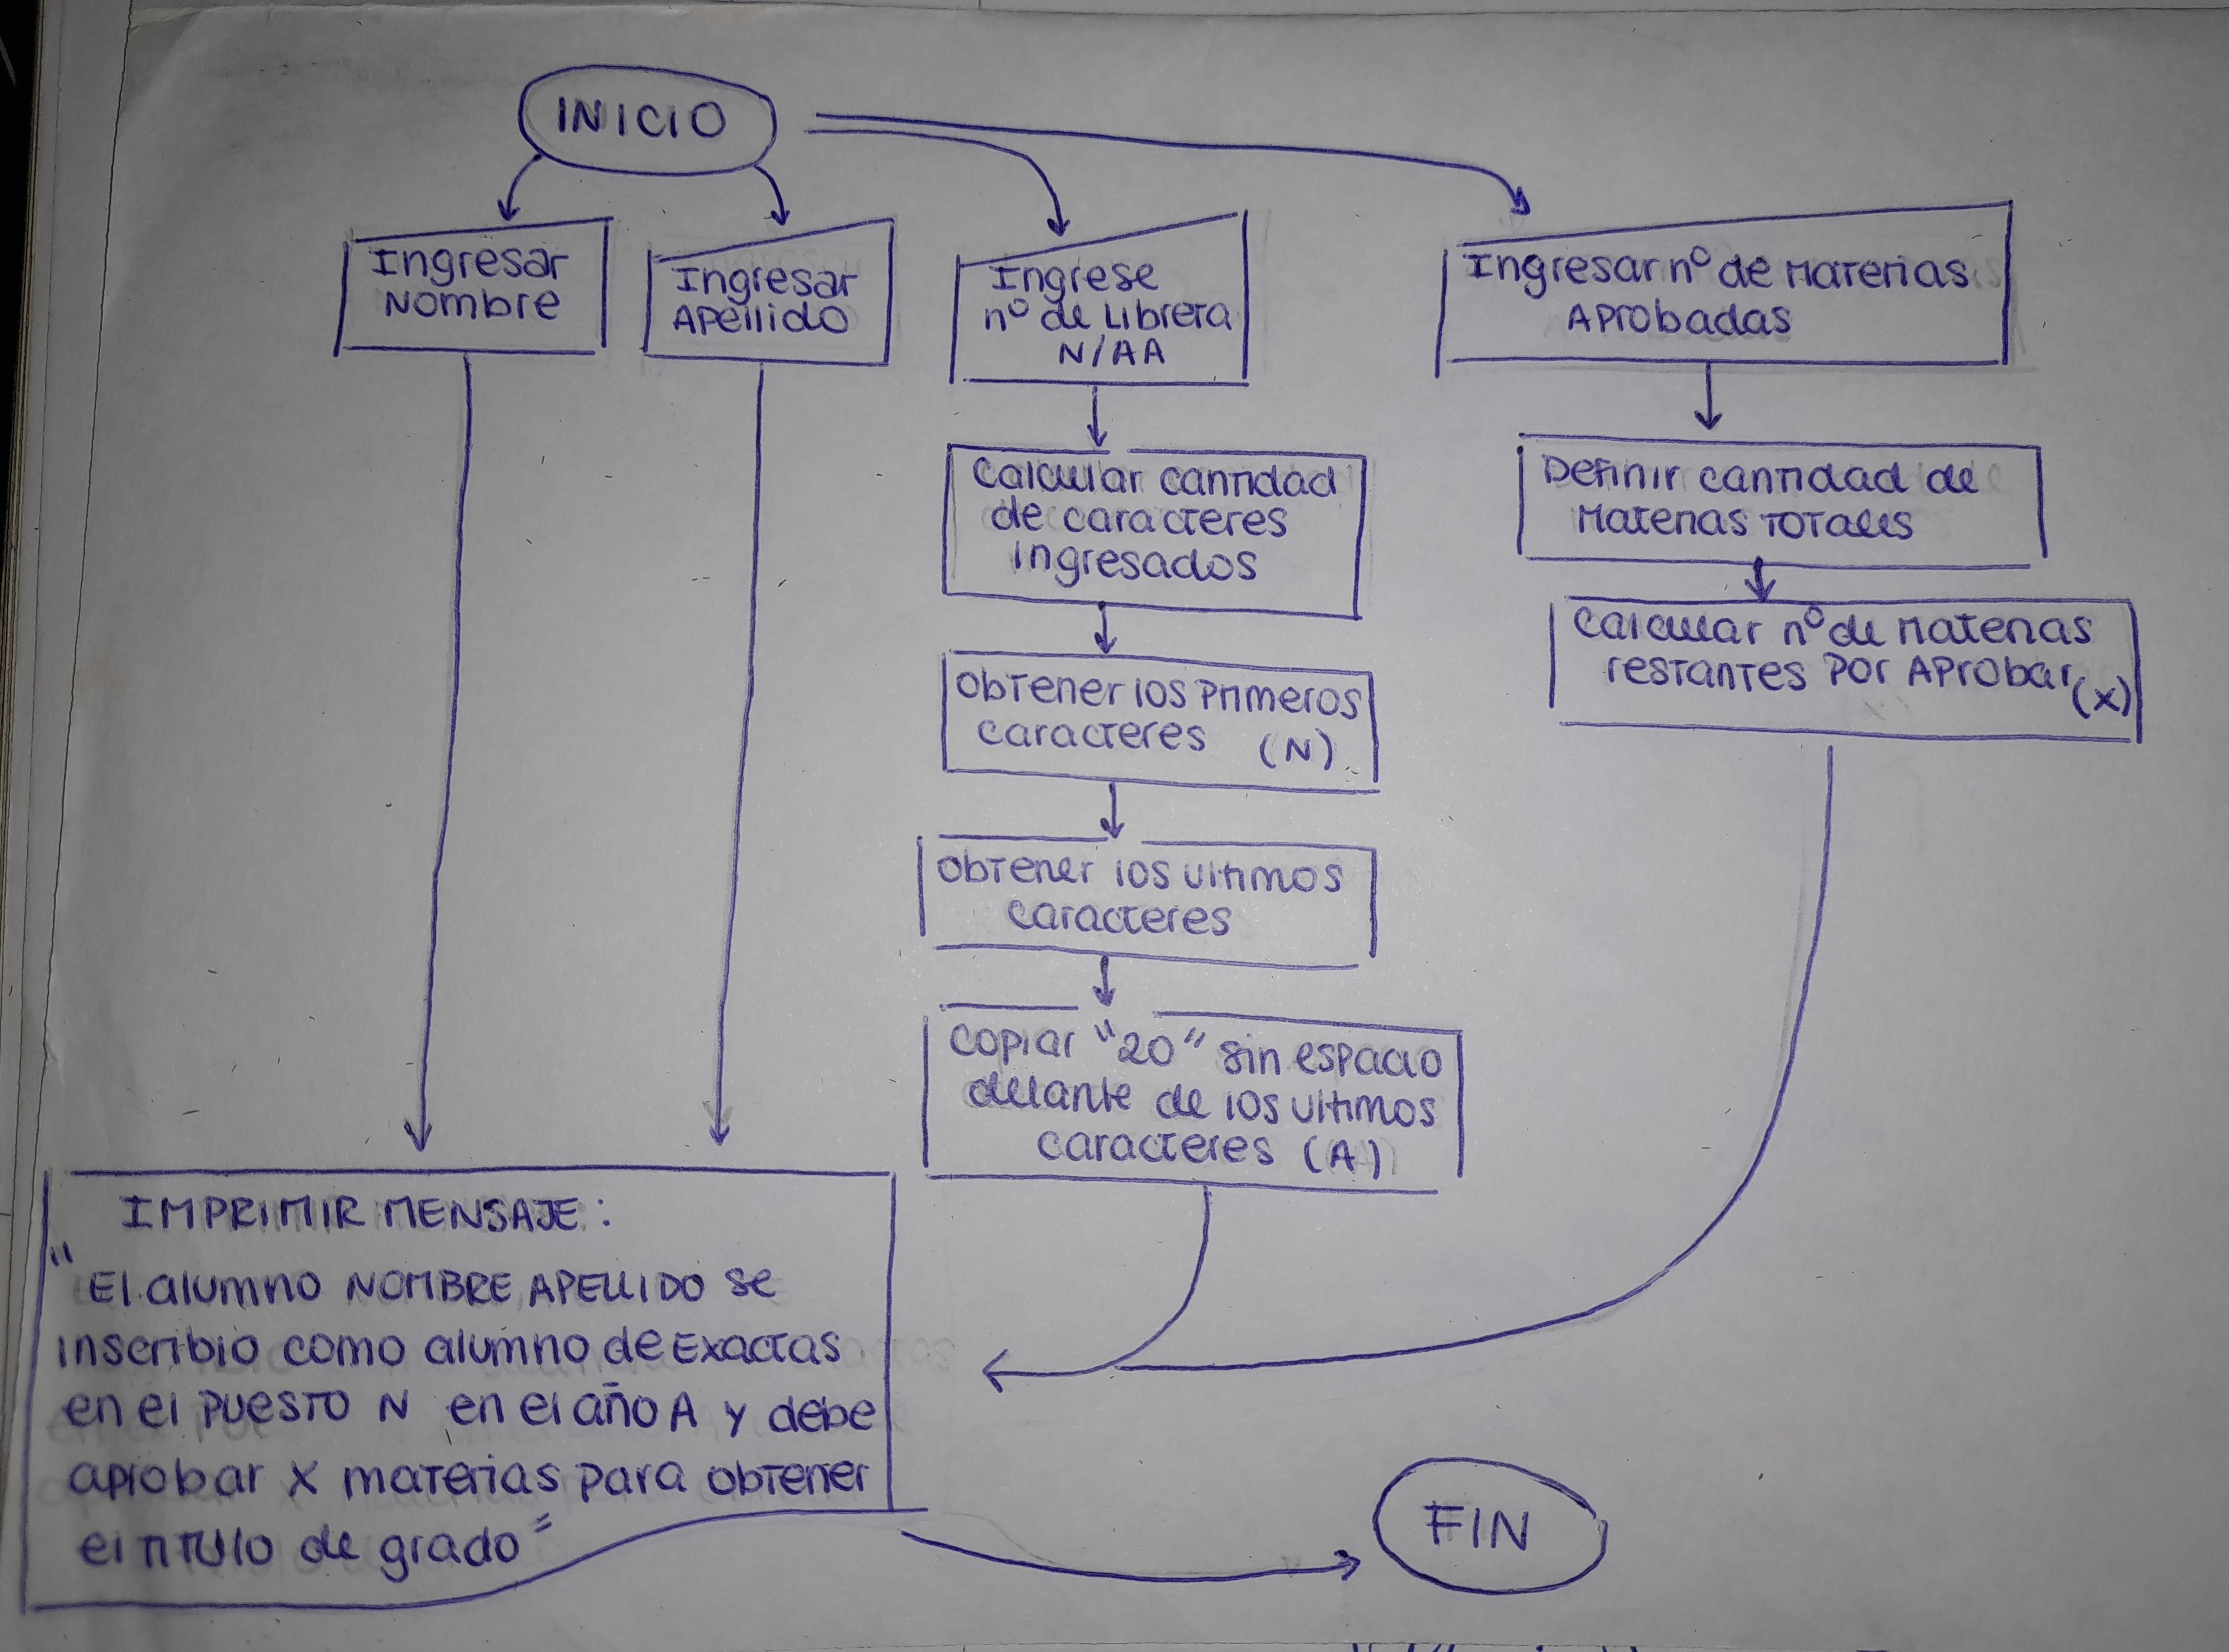 INICIO
Ingresar
Nombre
Ingresar
Apellido
Ingrese
nº de Libreta
N/AA
Ingresar nº de Materias
Aprobadas
Calcular cantidad
de caracteres
ingresados
Definir cantidad de
Materias Totales
Obtener los primeros
caracteres (N)
Calcular nº de Materias
restantes por Aprobar (x)
Obtener los ultimos
caracteres
Copiar "20" sin espacio
delante de los ultimos
caracteres (A)
IMPRIMIR MENSAJE:
"El alumno NOMBRE APELLIDO se
inscribio como alumno de Exactas
en el puesto N en el año A y debe
aprobar x materias para obtener
el titulo de grado"
FIN